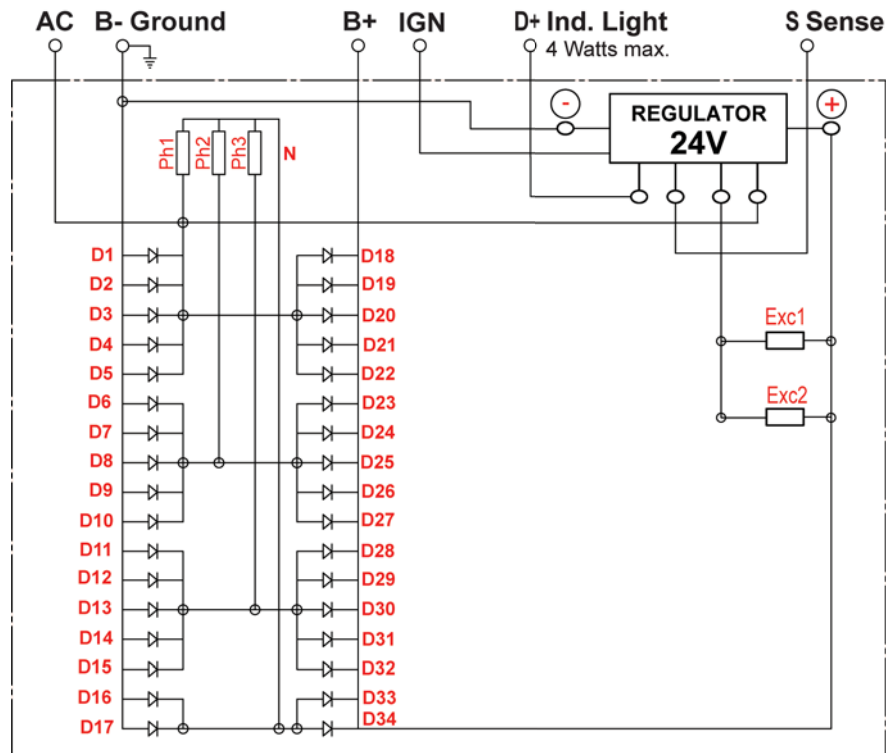 AC B- Ground B+ IGN D+ Ind. Light S Sense
4 Watts max.
- REGULATOR +
24V
Ph1 Ph2 Ph3 N
D1 D18
D2 D19
D3 D20
D4 D21
D5 D22
D6 D23
D7 D24
D8 D25
D9 D26
D10 D27
D11 D28
D12 D29
D13 D30
D14 D31
D15 D32
D16 D33
D17 D34
Exc1
Exc2